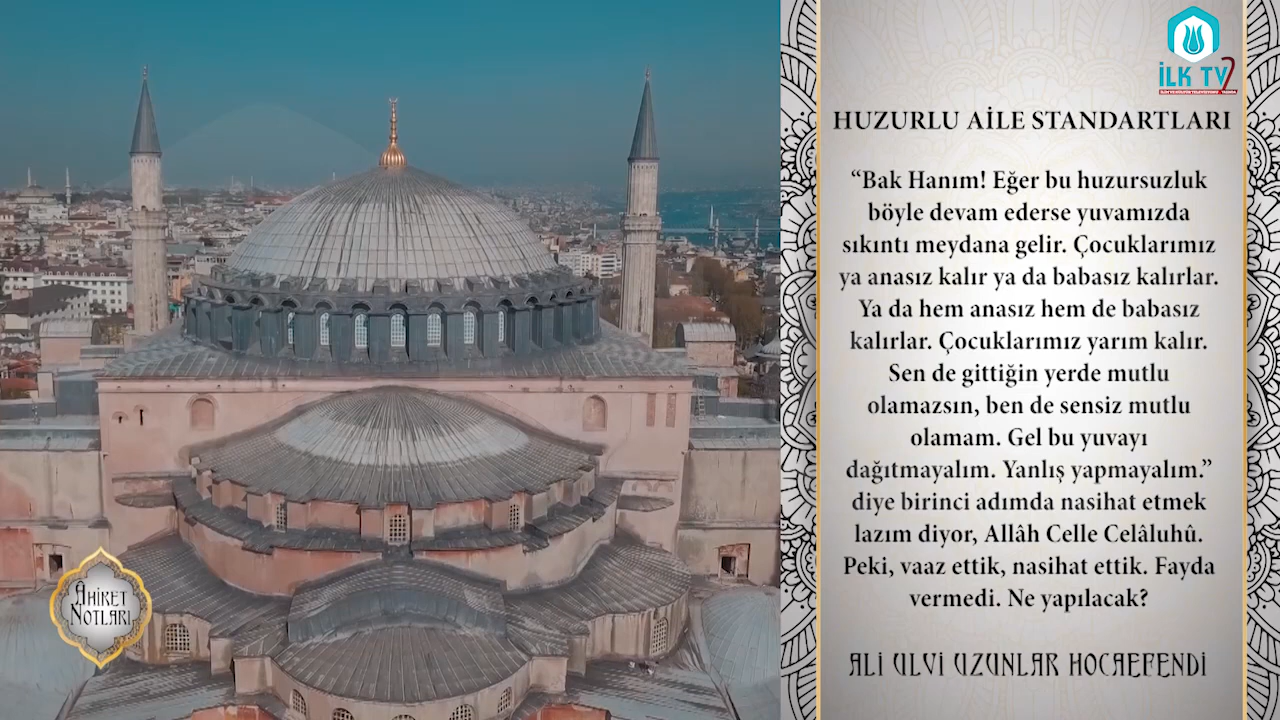 İLK TV 2
HUZURLU AİLE STANDARTLARI
“Bak Hanım! Eğer bu huzursuzluk
böyle devam ederse yuvamızda
sıkıntı meydana gelir. Çocuklarımız
ya anasız kalır ya da babasız kalırlar.
Ya da hem anasız hem de babasız
kalırlar. Çocuklarımız yarım kalır.
Sen de gittiğin yerde mutlu
olamazsın, ben de sensiz mutlu
olamam. Gel bu yuvayı
dağıtmayalım. Yanlış yapmayalım.”
diye birinci adımda nasihat etmek
lazım diyor, Allâh Celle Celâluhû.
Peki, vaaz ettik, nasihat ettik. Fayda
vermedi. Ne yapılacak?
ALİ ULVİ UZUNLAR HOCAEFENDİ
AHİRET
NOTLARI